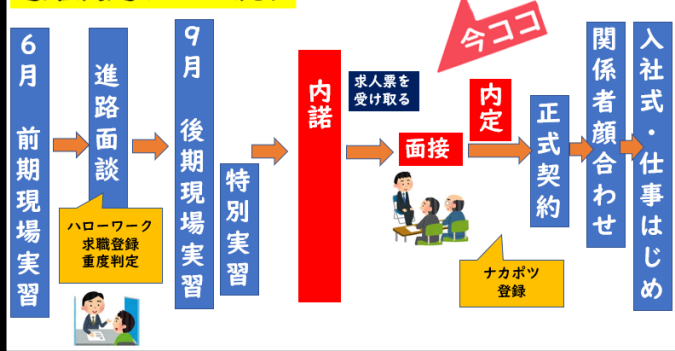 6月 前期現場実習
進路面談
ハローワーク
求職登録
重度判定
9月 後期現場実習
特別実習
内諾
求人票を
受け取る
面接
今ココ
内定
ナカポツ
登録
正式契約
関係者顔合わせ
入社式・仕事はじめ